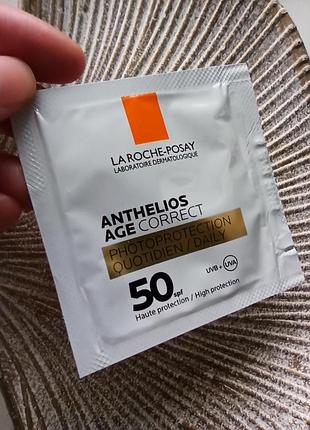 LA ROCHE-POSAY
LABORATOIRE DERMATOLOGIQUE
ANTHELIOS
AGE CORRECT
PHOTOPROTECTION
QUOTIDIEN / DAILY
UVB + UVA
50 spf
Haute protection / High protection